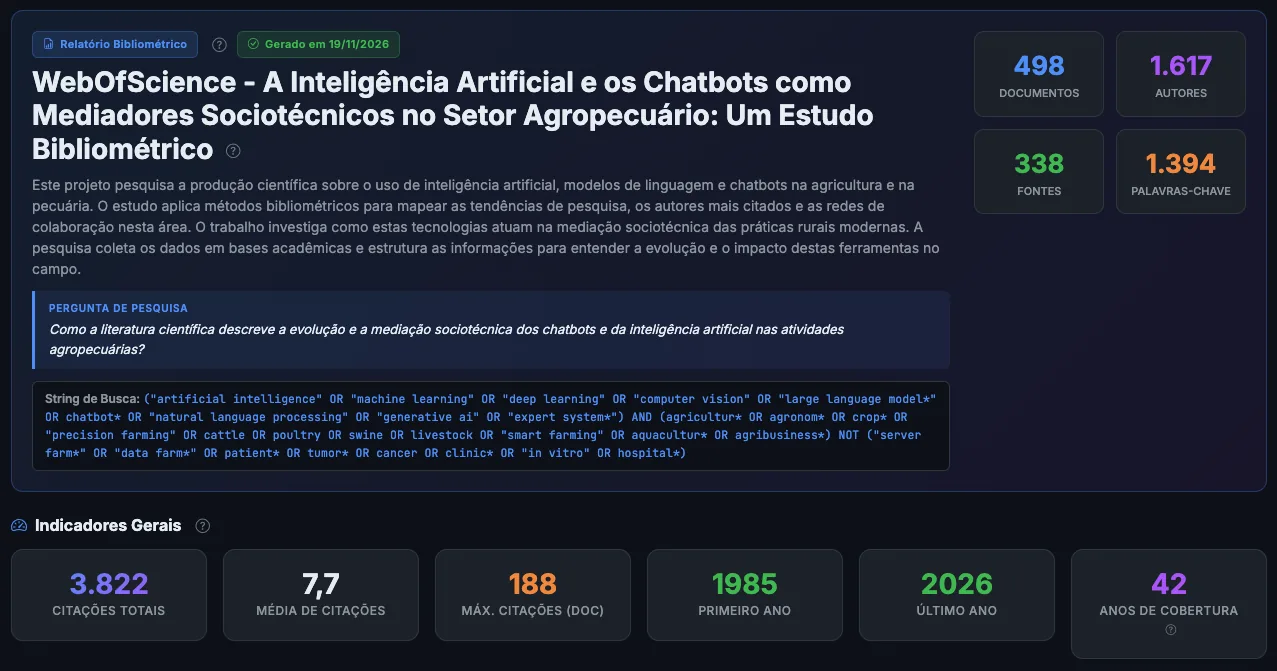 Relatório Bibliométrico
?
Gerado em 19/11/2026
WebOfScience - A Inteligência Artificial e os Chatbots como
Mediadores Sociotécnicos no Setor Agropecuário: Um Estudo
Bibliométrico ?
Este projeto pesquisa a produção científica sobre o uso de inteligência artificial, modelos de linguagem e chatbots na agricultura e na
pecuária. O estudo aplica métodos bibliométricos para mapear as tendências de pesquisa, os autores mais citados e as redes de
colaboração nesta área. O trabalho investiga como estas tecnologias atuam na mediação sociotécnica das práticas rurais modernas. A
pesquisa coleta os dados em bases acadêmicas e estrutura as informações para entender a evolução e o impacto destas ferramentas no
campo.
PERGUNTA DE PESQUISA
Como a literatura científica descreve a evolução e a mediação sociotécnica dos chatbots e da inteligência artificial nas atividades
agropecuárias?
String de Busca: ("artificial intelligence" OR "machine learning" OR "deep learning" OR "computer vision" OR "large language model*"
OR chatbot* OR "natural language processing" OR "generative ai" OR "expert system*") AND (agricultur* OR agronom* OR crop* OR
"precision farming" OR cattle OR poultry OR swine OR livestock OR "smart farming" OR aquacultur* OR agribusiness*) NOT ("server
farm*" OR "data farm*" OR patient* OR tumor* OR cancer OR clinic* OR "in vitro" OR hospital*)
498
DOCUMENTOS
1.617
AUTORES
338
FONTES
1.394
PALAVRAS-CHAVE
Indicadores Gerais ?
3.822
CITAÇÕES TOTAIS
7,7
MÉDIA DE CITAÇÕES
188
MÁX. CITAÇÕES (DOC)
1985
PRIMEIRO ANO
2026
ÚLTIMO ANO
42
ANOS DE COBERTURA
?